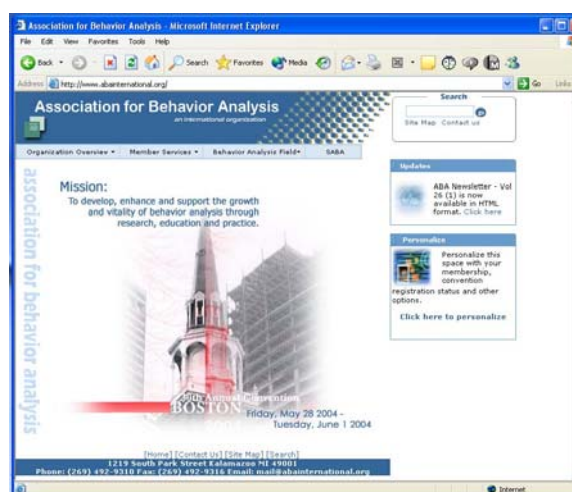 Association for Behavior Analysis - Microsoft Internet Explorer
File Edit View Favorites Tools Help
Back Search Favorites Media
Address http://www.abainternational.org/ Go Links
Association for Behavior Analysis
an international organization
Search
Site Map Contact us
Organization Overview Member Services Behavior Analysis Field SABA
association for behavior analysis
Mission:
To develop, enhance and support the growth
and vitality of behavior analysis through
research, education and practice.
Updates
ABA Newsletter - Vol
26 (1) is now
available in HTML
format. Click here
Personalize
Personalize this
space with your
membership,
convention
registration status and other
options.
Click here to personalize
30th Annual Convention
BOSTON
2004
Friday, May 28 2004 -
Tuesday, June 1 2004
[Home] [Contact Us] [Site Map] [Search]
1219 South Park Street Kalamazoo MI 49001
Phone: (269) 492-9310 Fax: (269) 492-9316 Email: mail@abainternational.org
Internet